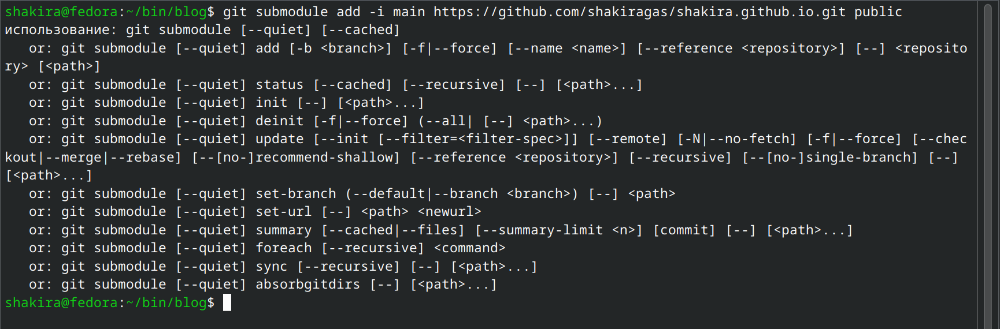 shakira@fedora:~/bin/blog$ git submodule add -i main https://github.com/shakiragas/shakira.github.io.git public
использование: git submodule [--quiet] [--cached]
   or: git submodule [--quiet] add [-b <branch>] [-f|--force] [--name <name>] [--reference <repository>] [--] <reposito
ry> [<path>]
   or: git submodule [--quiet] status [--cached] [--recursive] [--] [<path>...]
   or: git submodule [--quiet] init [--] [<path>...]
   or: git submodule [--quiet] deinit [-f|--force] (--all| [--] <path>...)
   or: git submodule [--quiet] update [--init [--filter=<filter-spec>]] [--remote] [-N|--no-fetch] [-f|--force] [--chec
kout|--merge|--rebase] [--[no-]recommend-shallow] [--reference <repository>] [--recursive] [--[no-]single-branch] [--]
[<path>...]
   or: git submodule [--quiet] set-branch (--default|--branch <branch>) [--] <path>
   or: git submodule [--quiet] set-url [--] <path> <newurl>
   or: git submodule [--quiet] summary [--cached|--files] [--summary-limit <n>] [commit] [--] [<path>...]
   or: git submodule [--quiet] foreach [--recursive] <command>
   or: git submodule [--quiet] sync [--recursive] [--] [<path>...]
   or: git submodule [--quiet] absorbgitdirs [--] [<path>...]
shakira@fedora:~/bin/blog$